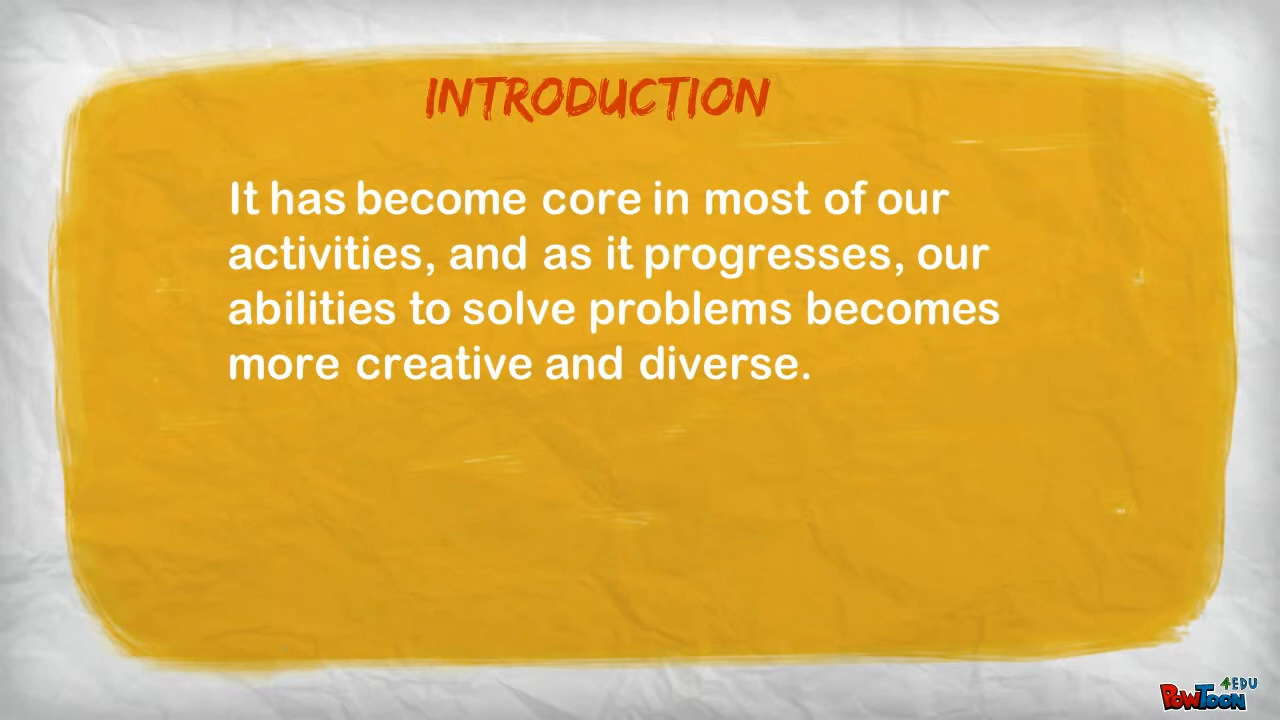 INTRODUCTION
It has become core in most of our
activities, and as it progresses, our
abilities to solve problems becomes
more creative and diverse.
4EDU
POWTOON